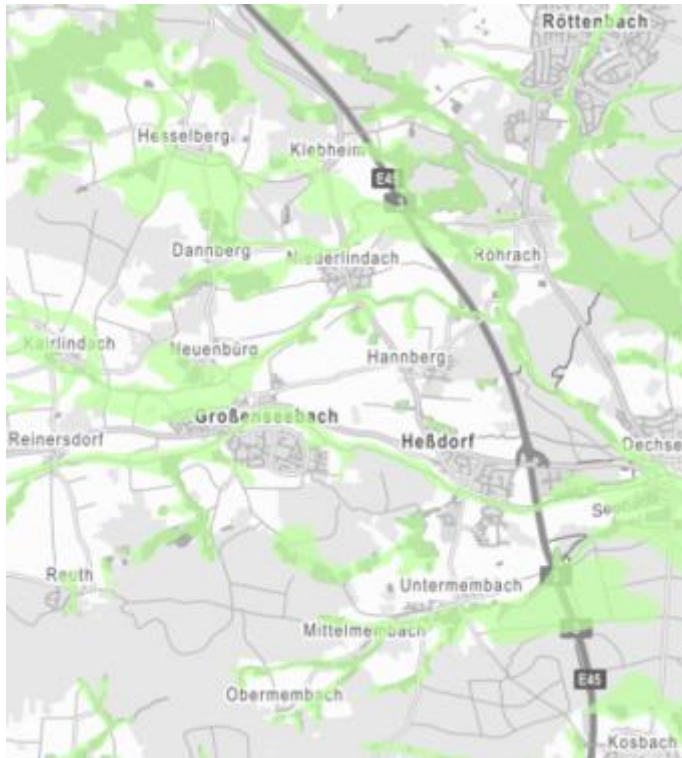 Röttenbach
Hesselberg
Klebheim
E45
Dannberg
Niederlindach
Röhrach
Kairlindach
Neuenbürg
Hannberg
Großenseebach
Reinersdorf
Heßdorf
Dechse
Reuth
Untermembach
Mittelmembach
Obermembach
E45
Kosbach